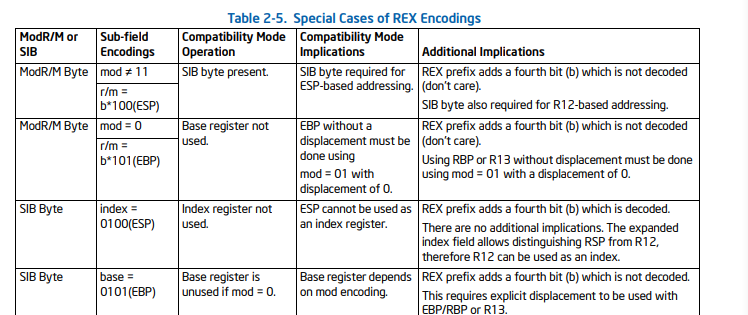 Table 2-5. Special Cases of REX Encodings
ModR/M or SIB
Sub-field Encodings
Compatibility Mode Operation
Compatibility Mode Implications
Additional Implications
ModR/M Byte
mod ≠ 11
r/m =
b*100(ESP)
SIB byte present.
SIB byte required for
ESP-based addressing.
REX prefix adds a fourth bit (b) which is not decoded
(don't care).
SIB byte also required for R12-based addressing.
ModR/M Byte
mod = 0
r/m =
b*101(EBP)
Base register not
used.
EBP without a
displacement must be
done using
mod = 01 with
displacement of 0.
REX prefix adds a fourth bit (b) which is not decoded
(don't care).
Using RBP or R13 without displacement must be done
using mod = 01 with a displacement of 0.
SIB Byte
index =
0100(ESP)
Index register not
used.
ESP cannot be used as
an index register.
REX prefix adds a fourth bit (b) which is decoded.
There are no additional implications. The expanded
index field allows distinguishing RSP from R12,
therefore R12 can be used as an index.
SIB Byte
base =
0101(EBP)
Base register is
unused if mod = 0.
Base register depends
on mod encoding.
REX prefix adds a fourth bit (b) which is not decoded.
This requires explicit displacement to be used with
EBP/RBP or R13.